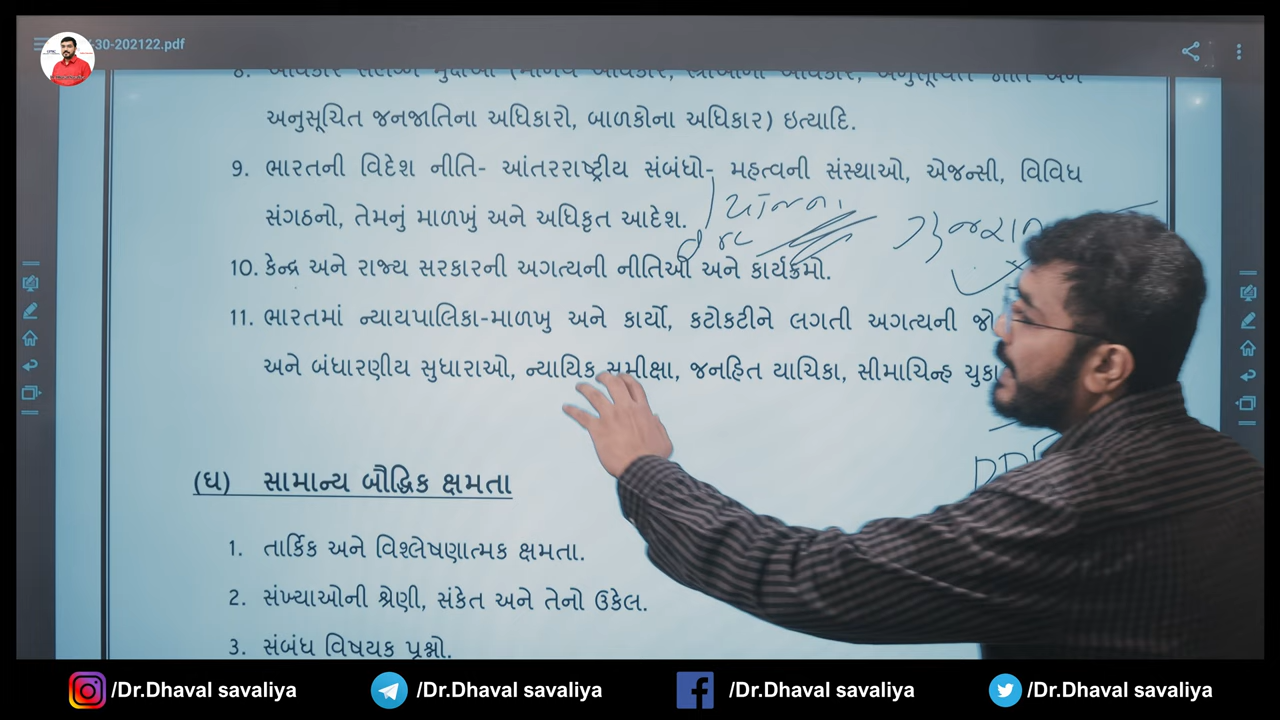 30-202122.pdf
અનુસૂચિત જનજાતિના અધિકારો, બાળકોના અધિકાર) ઇત્યાદિ.
9. ભારતની વિદેશ નીતિ- આંતરરાષ્ટ્રીય સંબંધો- મહત્વની સંસ્થાઓ, એજન્સી, વિવિધ
સંગઠનો, તેમનું માળખું અને અધિકૃત આદેશ.
યોજના
ગુજરાત
10. કેન્દ્ર અને રાજ્ય સરકારની અગત્યની નીતિઓ અને કાર્યક્રમો.
11. ભારતમાં ન્યાયપાલિકા-માળખુ અને કાર્યો, કટોકટીને લગતી અગત્યની
અને બંધારણીય સુધારાઓ, ન્યાયિક સમીક્ષા, જનહિત યાચિકા, સીમાચિન્હ
(ઘ) સામાન્ય બૌદ્ધિક ક્ષમતા
1. તાર્કિક અને વિશ્લેષણાત્મક ક્ષમતા.
2. સંખ્યાઓની શ્રેણી, સંકેત અને તેનો ઉકેલ.
3. સંબંધ વિષયક પ્રશ્નો.
/Dr.Dhaval savaliya /Dr.Dhaval savaliya /Dr.Dhaval savaliya /Dr.Dhaval savaliya